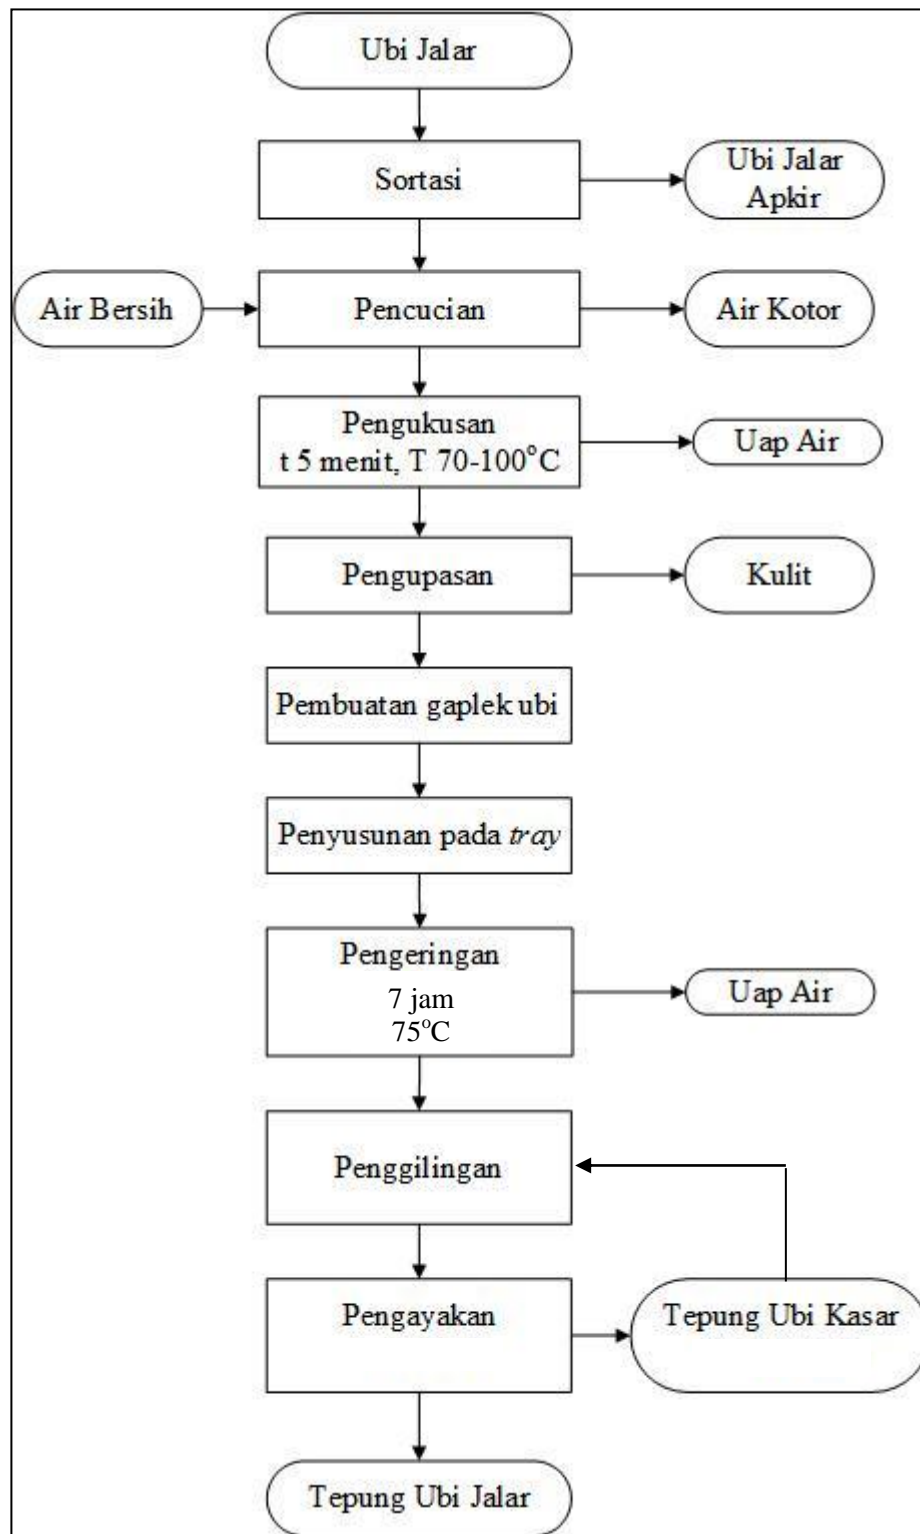 Ubi Jalar
Sortasi
Ubi Jalar
Apkir
Air Bersih
Pencucian
Air Kotor
Pengukusan
t 5 menit, T 70-100°C
Uap Air
Pengupasan
Kulit
Pembuatan gaplek ubi
Penyusunan pada tray
Pengeringan
7 jam
75°C
Uap Air
Penggilingan
Pengayakan
Tepung Ubi Kasar
Tepung Ubi Jalar